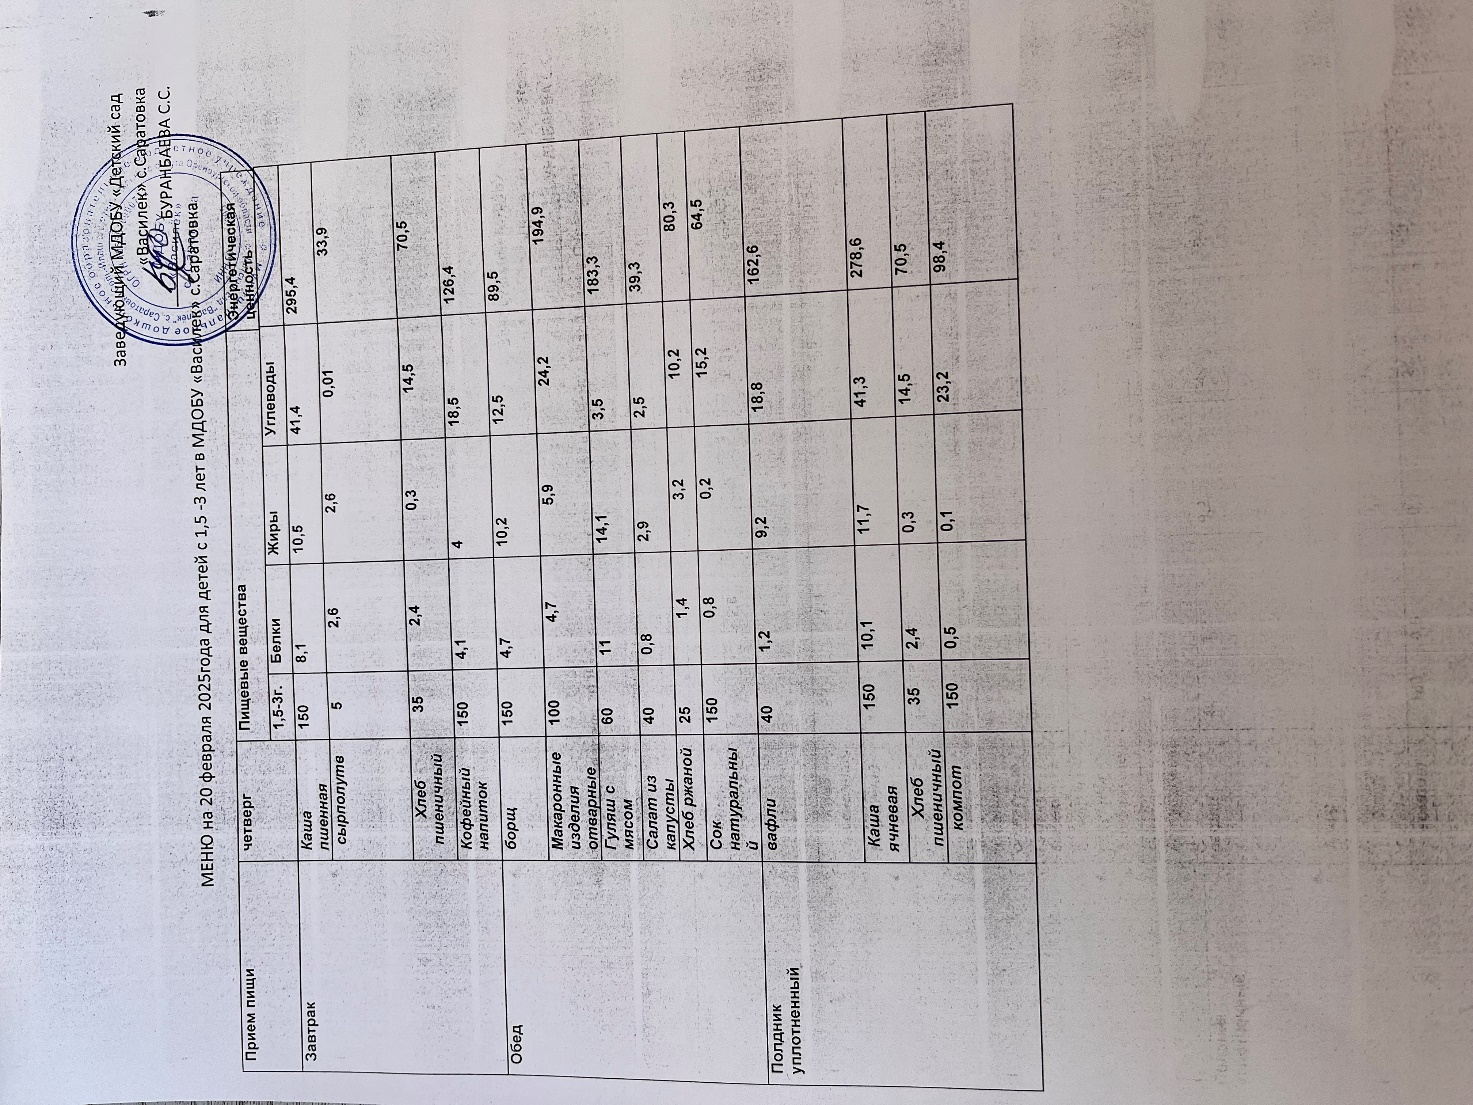 Заведующий МДОБУ «Детский сад
«Василек» с.Саратовка
БУРАНБАЕВА С.С.
МЕНЮ на 20 февраля 2025года для детей с 1,5 -3 лет в МДОБУ «Василек» с.Саратовка
Прием пищи четверг Пищевые вещества Энергетическая ценность
1,5-3г. Белки Жиры Углеводы
Завтрак Каша пшенная 150 8,1 10,5 41,4 295,4
сырполутв 5 2,6 2,6 0,01 33,9
Хлеб пшеничный 35 2,4 0,3 14,5 70,5
Кофейный напиток 150 4,1 4 18,5 126,4
Обед борщ 150 4,7 10,2 12,5 89,5
Макаронные изделия отварные 100 4,7 5,9 24,2 194,9
Гуляш с мясом 60 11 14,1 3,5 183,3
Салат из капусты 40 0,8 2,9 2,5 39,3
Хлеб ржаной 25 1,4 3,2 10,2 80,3
Сок натуральный 150 0,8 0,2 15,2 64,5
Полдник уплотненный вафли 40 1,2 9,2 18,8 162,6
Каша ячневая 150 10,1 11,7 41,3 278,6
Хлеб пшеничный 35 2,4 0,3 14,5 70,5
компот 150 0,5 0,1 23,2 98,4